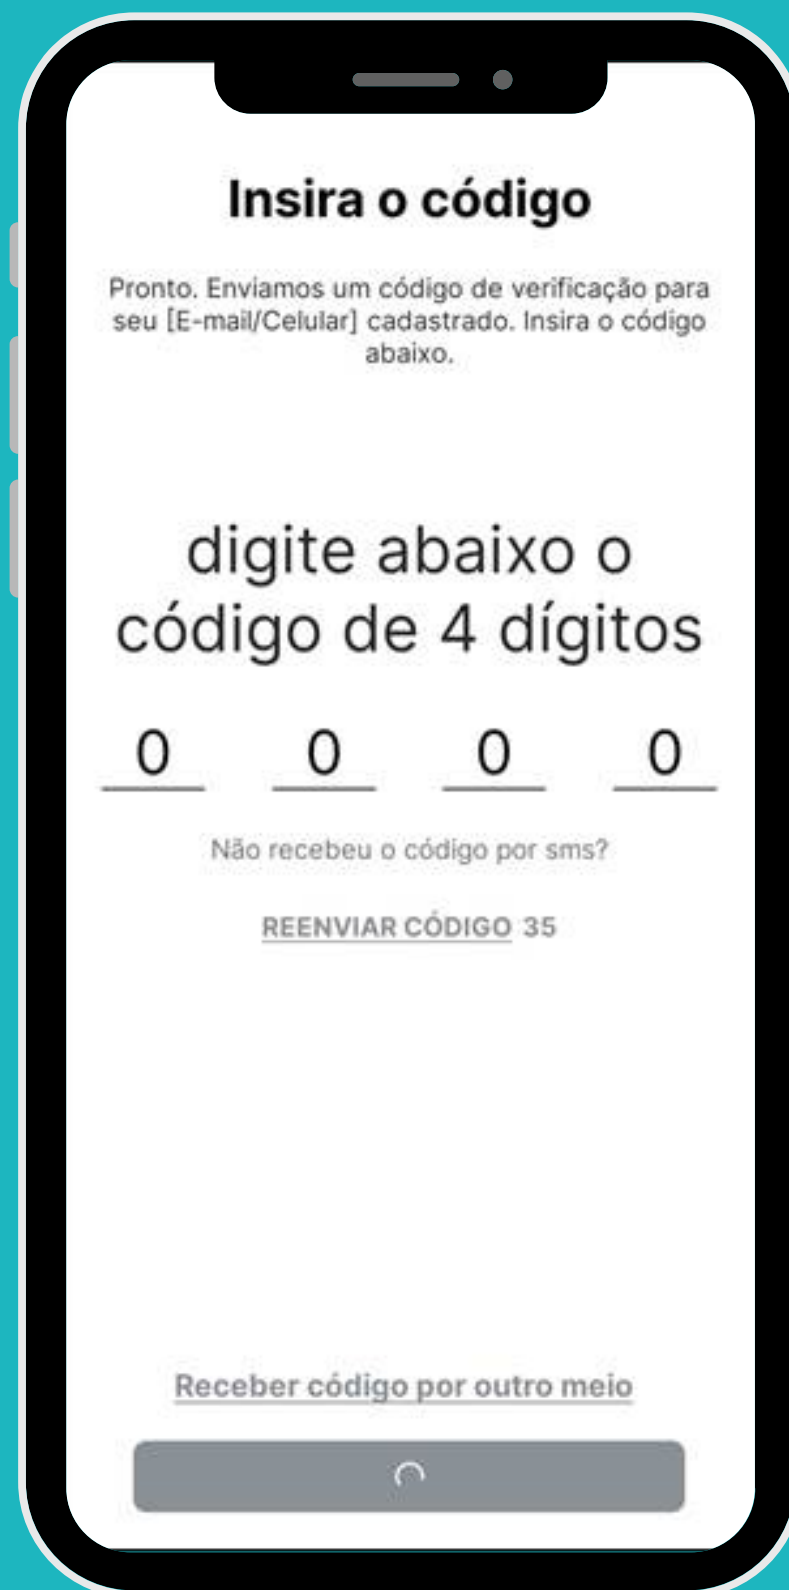 Insira o código
Pronto. Enviamos um código de verificação para
seu [E-mail/Celular] cadastrado. Insira o código
abaixo.
digite abaixo o
código de 4 dígitos
0 0 0 0
Não recebeu o código por sms?
REENVIAR CÓDIGO 35
Receber código por outro meio